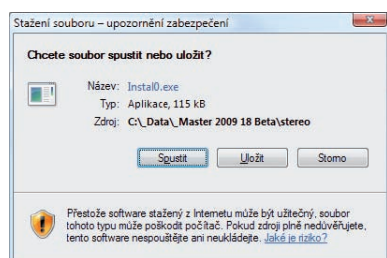 Stažení souboru – upozornění zabezpečení
Chcete soubor spustit nebo uložit?
Název: Instal0.exe
Typ: Aplikace, 115 kB
Zdroj: C:\_Data\_Master 2009 18 Beta\stereo
Spustit Uložit Storno
Přestože software stažený z Internetu může být užitečný, soubor
tohoto typu může poškodit počítač. Pokud zdroji plně nedůvěřujete,
tento software nespouštějte ani neukládejte. Jaké je riziko?